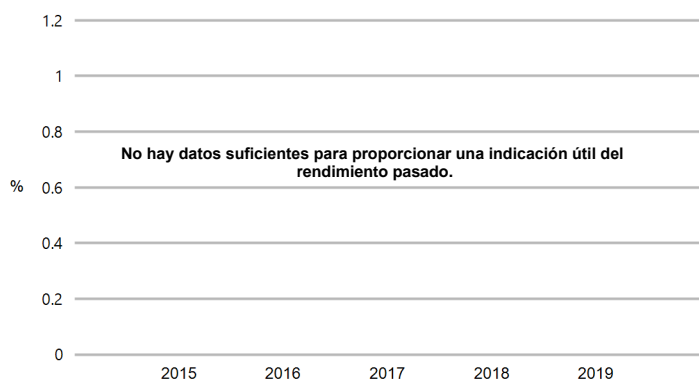 1.2
1
0.8
No hay datos suficientes para proporcionar una indicación útil del
rendimiento pasado.
%
0.6
0.4
0.2
0
2015 2016 2017 2018 2019